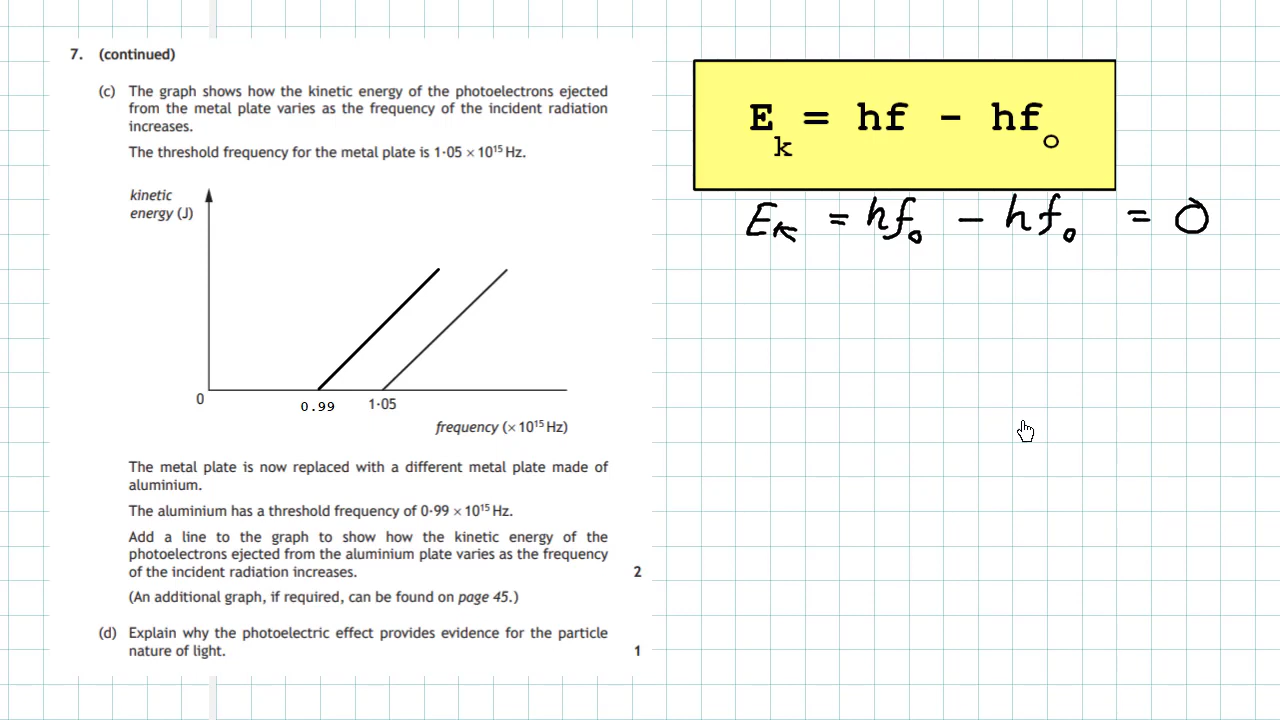 7. (continued)
(c) The graph shows how the kinetic energy of the photoelectrons ejected
from the metal plate varies as the frequency of the incident radiation
increases.
The threshold frequency for the metal plate is 1·05 × 10¹⁵ Hz.
kinetic
energy (J)
0
0.99
1·05
frequency (× 10¹⁵ Hz)
The metal plate is now replaced with a different metal plate made of
aluminium.
The aluminium has a threshold frequency of 0·99 × 10¹⁵ Hz.
Add a line to the graph to show how the kinetic energy of the
photoelectrons ejected from the aluminium plate varies as the frequency
of the incident radiation increases. 2
(An additional graph, if required, can be found on page 45.)
(d) Explain why the photoelectric effect provides evidence for the particle
nature of light. 1
Eₖ = hf - hf₀
Eₖ = hf₀ - hf₀ = 0